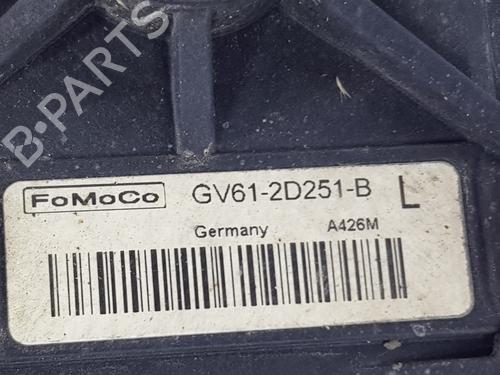 B-PARTS
FoMoCo GV61-2D251-B L
Germany A426M